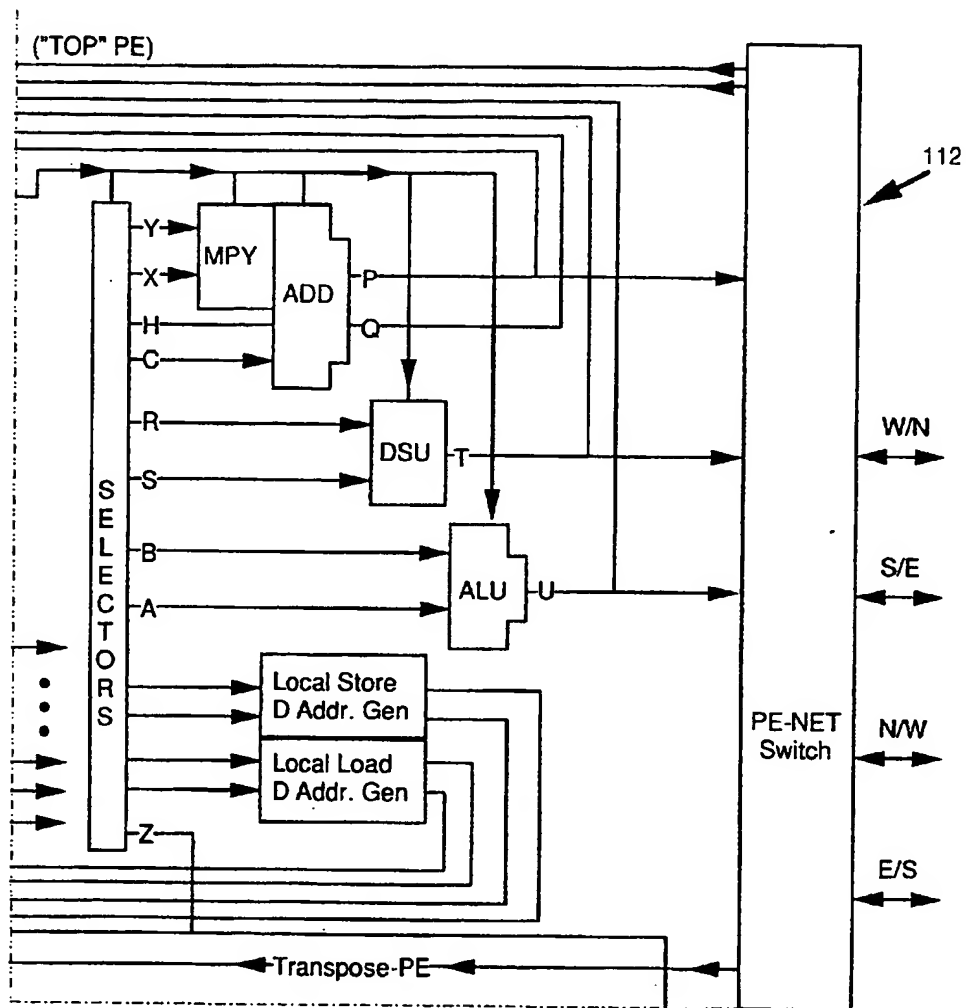 ("TOP" PE)
112
Y
MPY
X
ADD
P
H
Q
C
R
DSU
T
S
W/N
SELECTORS
B
ALU
U
A
S/E
Local Store
D Addr. Gen
Local Load
D Addr. Gen
PE-NET
Switch
N/W
Z
E/S
Transpose-PE